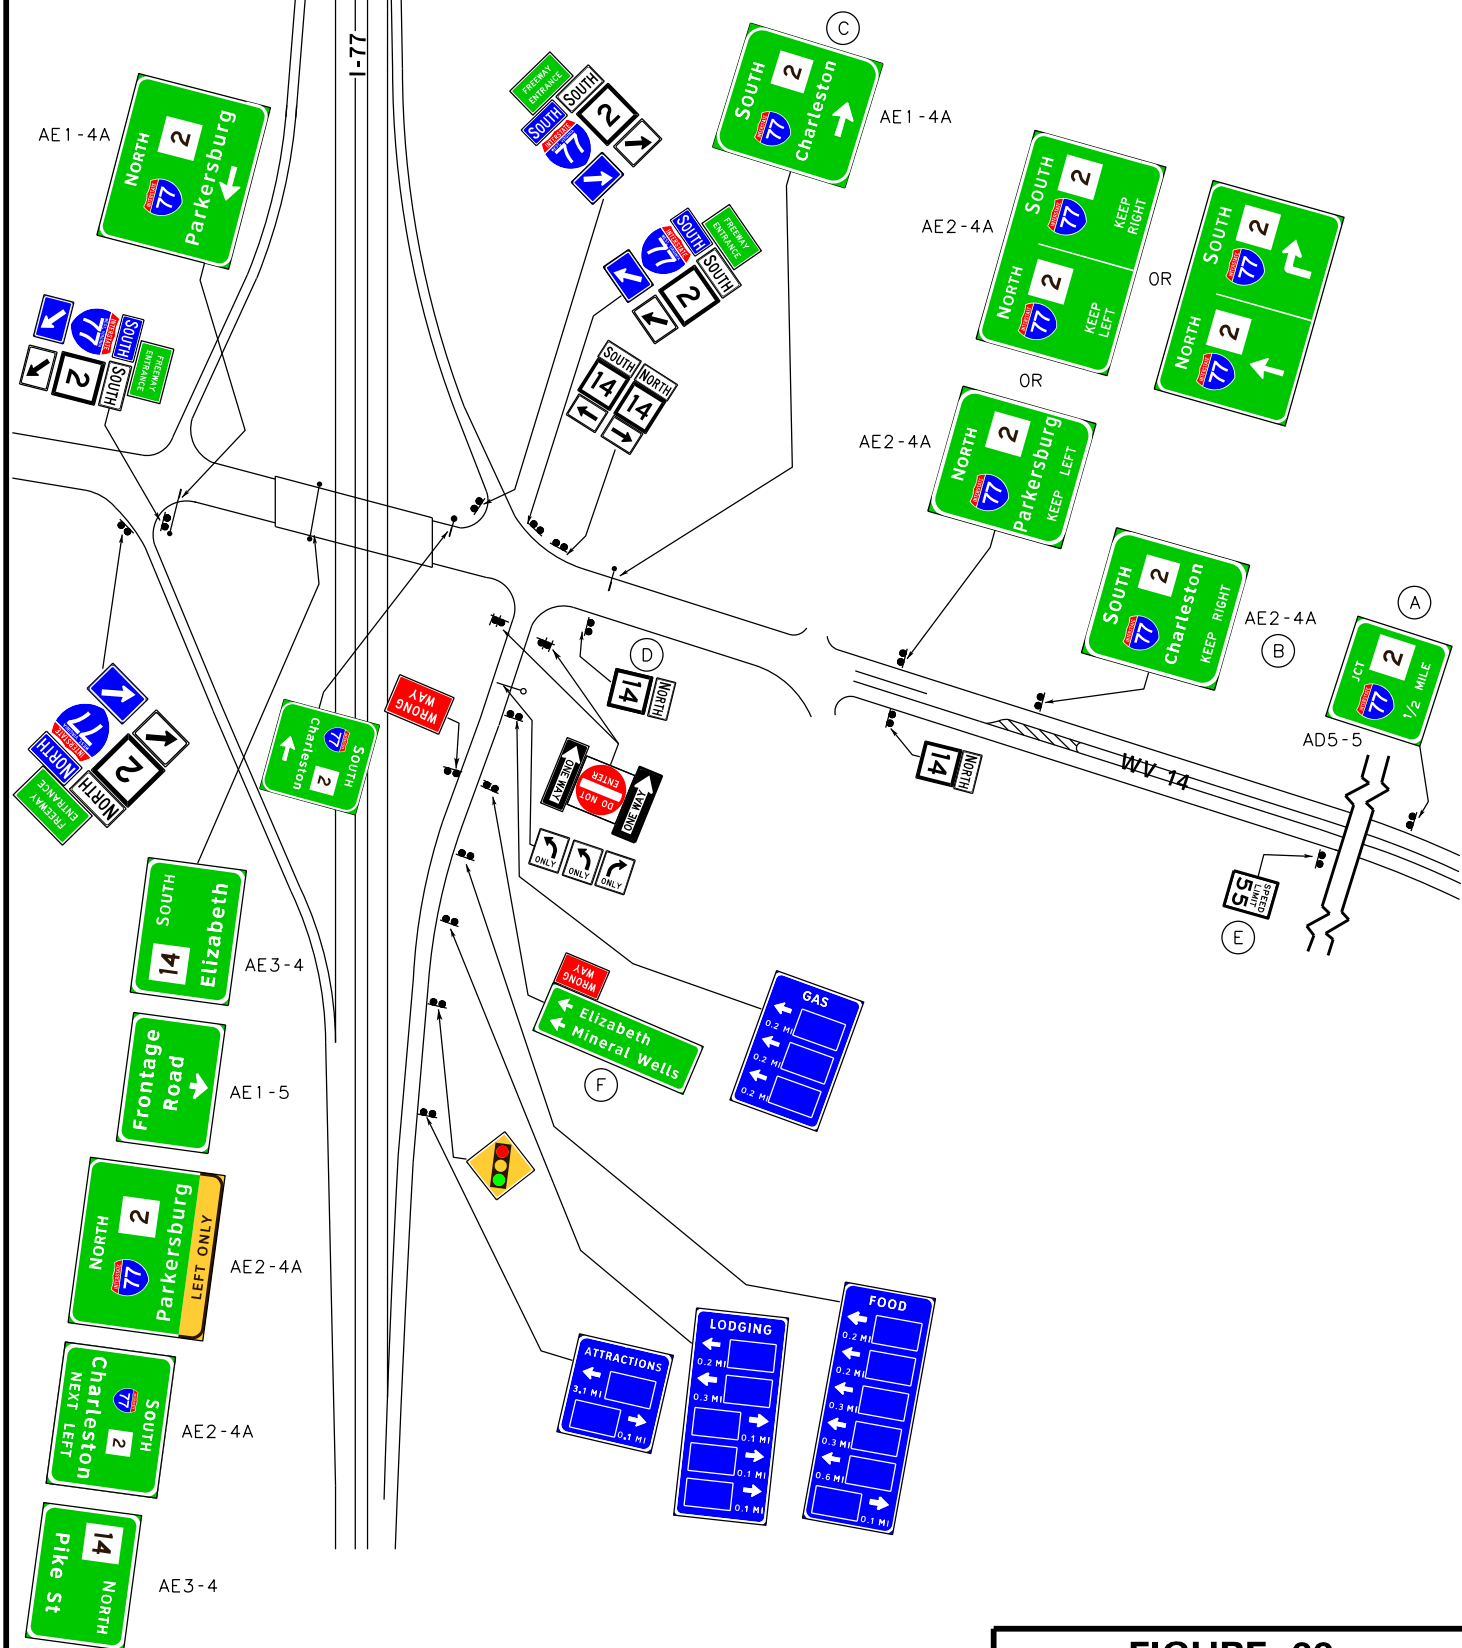 I-77
AE1-4A
NORTH
2
77
Parkersburg
SOUTH
77
2
SOUTH
FREEWAY
ENTRANCE
FREEWAY
ENTRANCE
SOUTH
SOUTH
2
INTERSTATE
77
FREEWAY
ENTRANCE
SOUTH
SOUTH
INTERSTATE
77
2
SOUTH
NORTH
14
14
C
SOUTH
2
77
Charleston
AE1-4A
AE2-4A
SOUTH
2
77
KEEP
RIGHT
NORTH
2
77
KEEP
LEFT
OR
SOUTH
2
77
NORTH
2
77
OR
AE2-4A
NORTH
2
77
Parkersburg
KEEP LEFT
SOUTH
2
77
Charleston
KEEP RIGHT
AE2-4A
B
A
JCT
2
77
1/2 MILE
AD5-5
WV 14
14
NORTH
SPEED
LIMIT
55
E
D
14
NORTH
WRONG
WAY
ONE WAY
DO NOT
ENTER
ONE WAY
ONLY
ONLY
ONLY
SOUTH
77
2
Charleston
77
INTERSTATE
2
NORTH
NORTH
FREEWAY
ENTRANCE
SOUTH
14
Elizabeth
AE3-4
Frontage
Road
AE1-5
NORTH
2
77
Parkersburg
LEFT ONLY
AE2-4A
SOUTH
77
2
Charleston
NEXT LEFT
AE2-4A
14
NORTH
Pike St
AE3-4
WRONG
WAY
Elizabeth
Mineral Wells
F
GAS
0.2 MI
0.2 MI
0.2 MI
ATTRACTIONS
3.1 MI
0.1 MI
LODGING
0.2 MI
0.3 MI
0.1 MI
0.1 MI
0.1 MI
FOOD
0.2 MI
0.2 MI
0.3 MI
0.3 MI
0.6 MI
0.1 MI